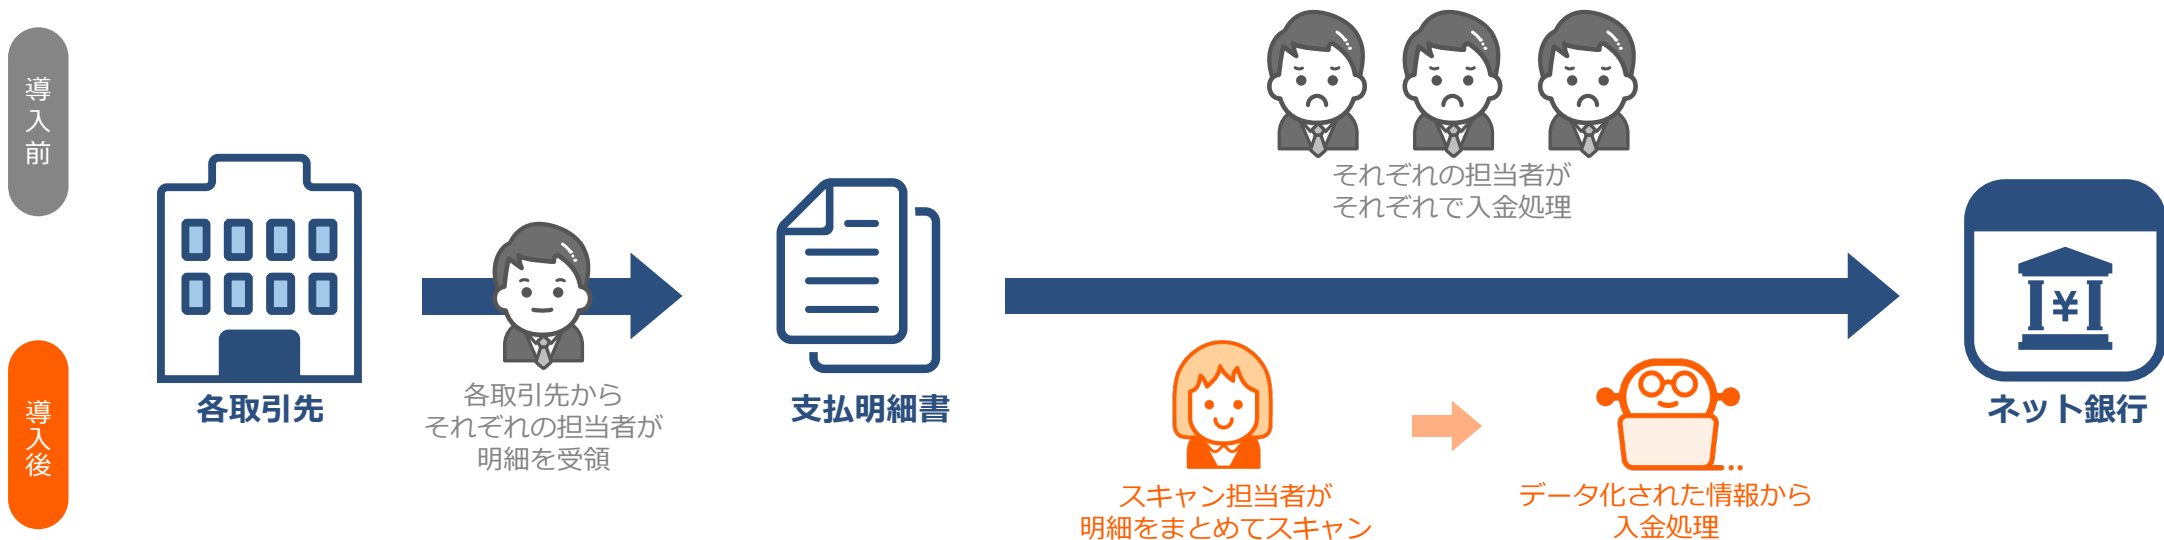 導入前
それぞれの担当者が
それぞれで入金処理
各取引先
各取引先から
それぞれの担当者が
明細を受領
支払明細書
¥
ネット銀行
導入後
スキャン担当者が
明細をまとめてスキャン
データ化された情報から
入金処理